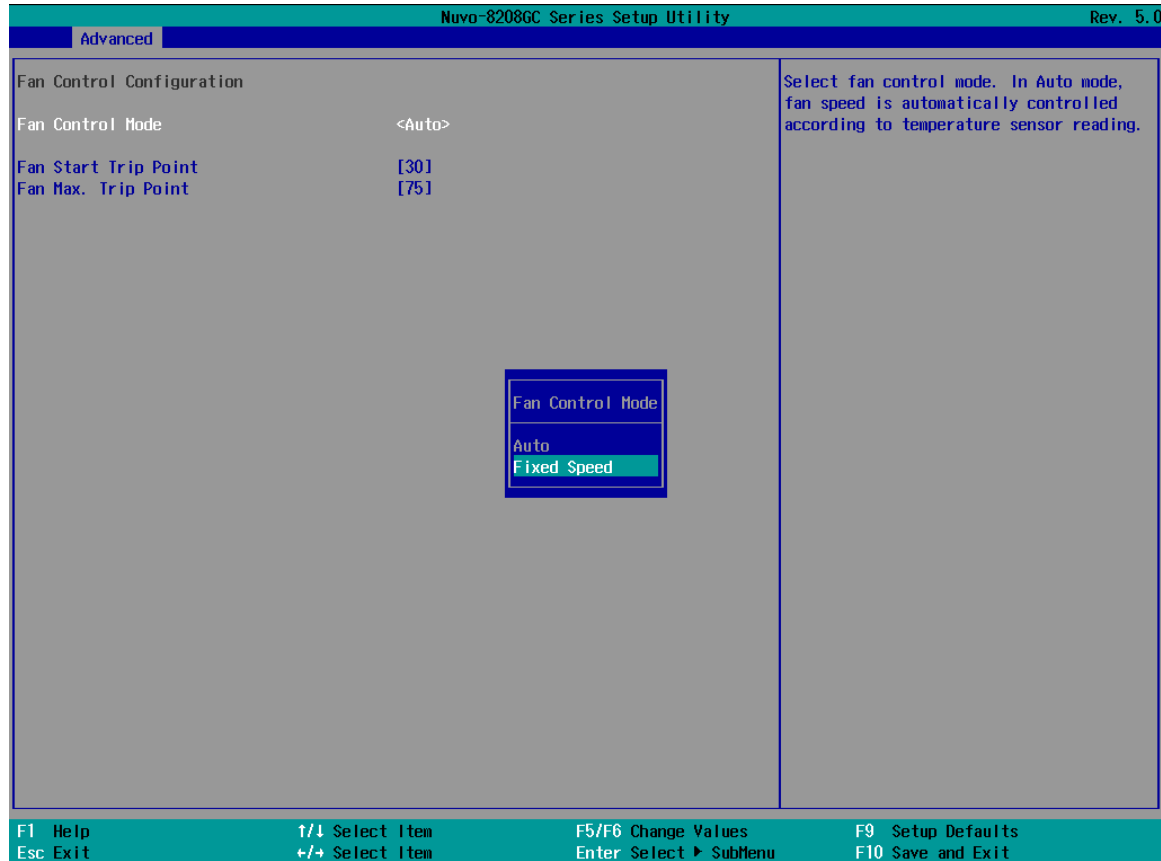 Nuvo-8208GC Series Setup Utility Rev. 5.0
Advanced
Fan Control Configuration
Fan Control Mode <Auto>
Fan Start Trip Point [30]
Fan Max. Trip Point [75]
Select fan control mode. In Auto mode,
fan speed is automatically controlled
according to temperature sensor reading.
Fan Control Mode
Auto
Fixed Speed
F1 Help ↑/↓ Select Item F5/F6 Change Values F9 Setup Defaults
Esc Exit ←/→ Select Item Enter Select ▶ SubMenu F10 Save and Exit